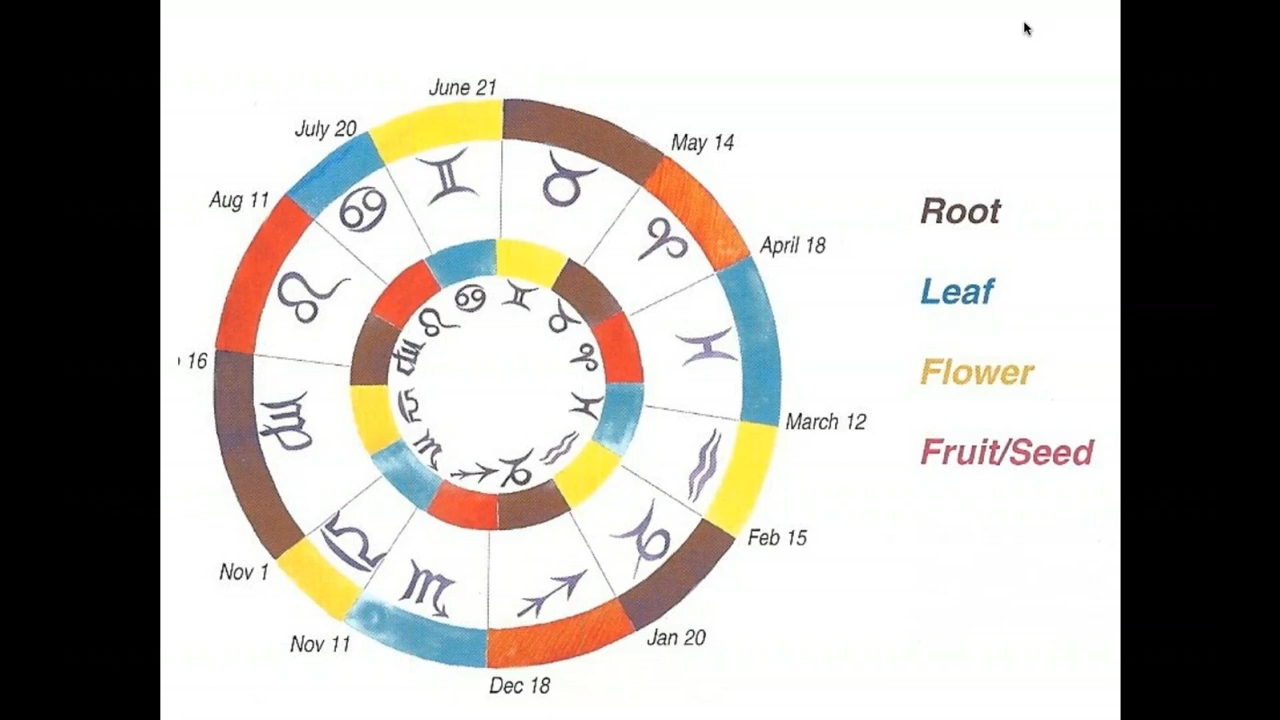 June 21
July 20
May 14
Aug 11
April 18
16
March 12
Feb 15
Nov 1
Nov 11
Jan 20
Dec 18
Root
Leaf
Flower
Fruit/Seed